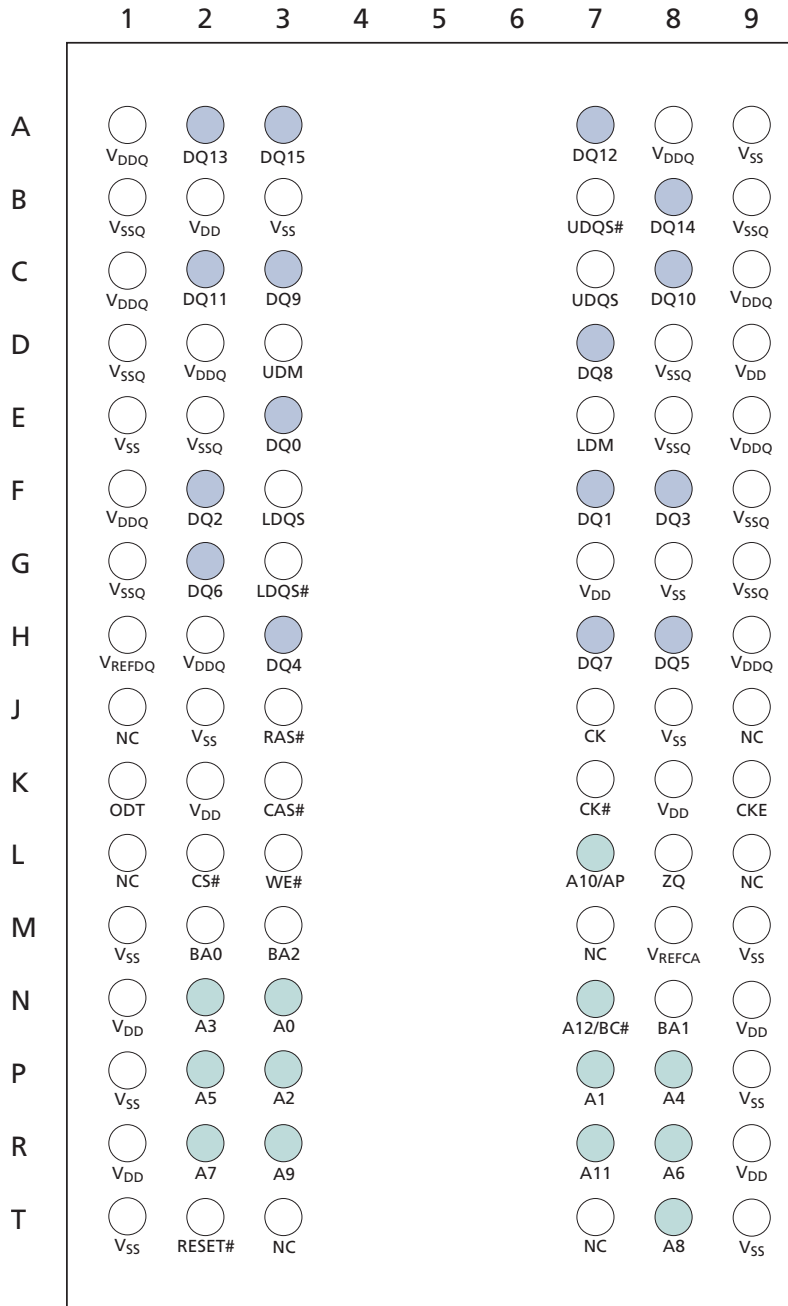 1 2 3 4 5 6 7 8 9
A
VDDQ DQ13 DQ15 DQ12 VDDQ VSS
B
VSSQ VDD VSS UDQS# DQ14 VSSQ
C
VDDQ DQ11 DQ9 UDQS DQ10 VDDQ
D
VSSQ VDDQ UDM DQ8 VSSQ VDD
E
VSS VSSQ DQ0 LDM VSSQ VDDQ
F
VDDQ DQ2 LDQS DQ1 DQ3 VSSQ
G
VSSQ DQ6 LDQS# VDD VSS VSSQ
H
VREFDQ VDDQ DQ4 DQ7 DQ5 VDDQ
J
NC VSS RAS# CK VSS NC
K
ODT VDD CAS# CK# VDD CKE
L
NC CS# WE# A10/AP ZQ NC
M
VSS BA0 BA2 NC VREFCA VSS
N
VDD A3 A0 A12/BC# BA1 VDD
P
VSS A5 A2 A1 A4 VSS
R
VDD A7 A9 A11 A6 VDD
T
VSS RESET# NC NC A8 VSS